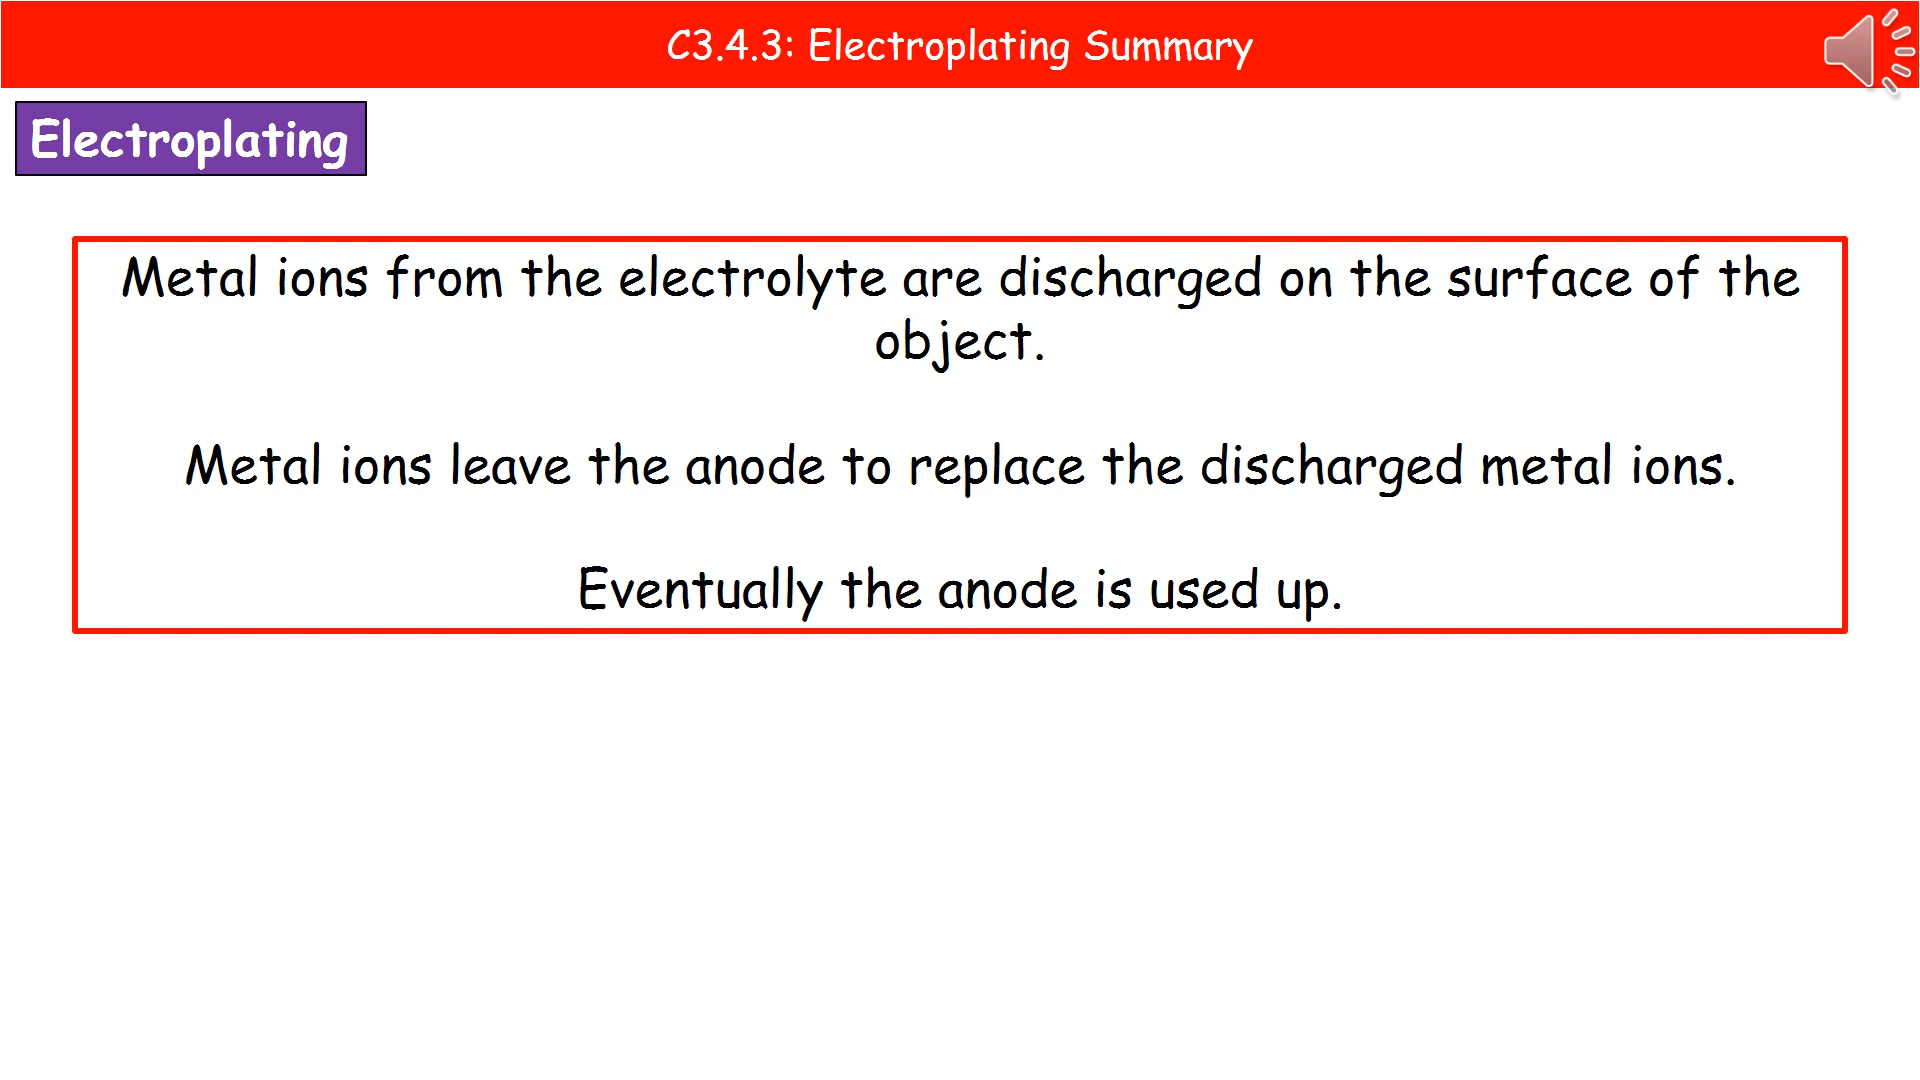 C3.4.3: Electroplating Summary
Electroplating
Metal ions from the electrolyte are discharged on the surface of the
object.
Metal ions leave the anode to replace the discharged metal ions.
Eventually the anode is used up.